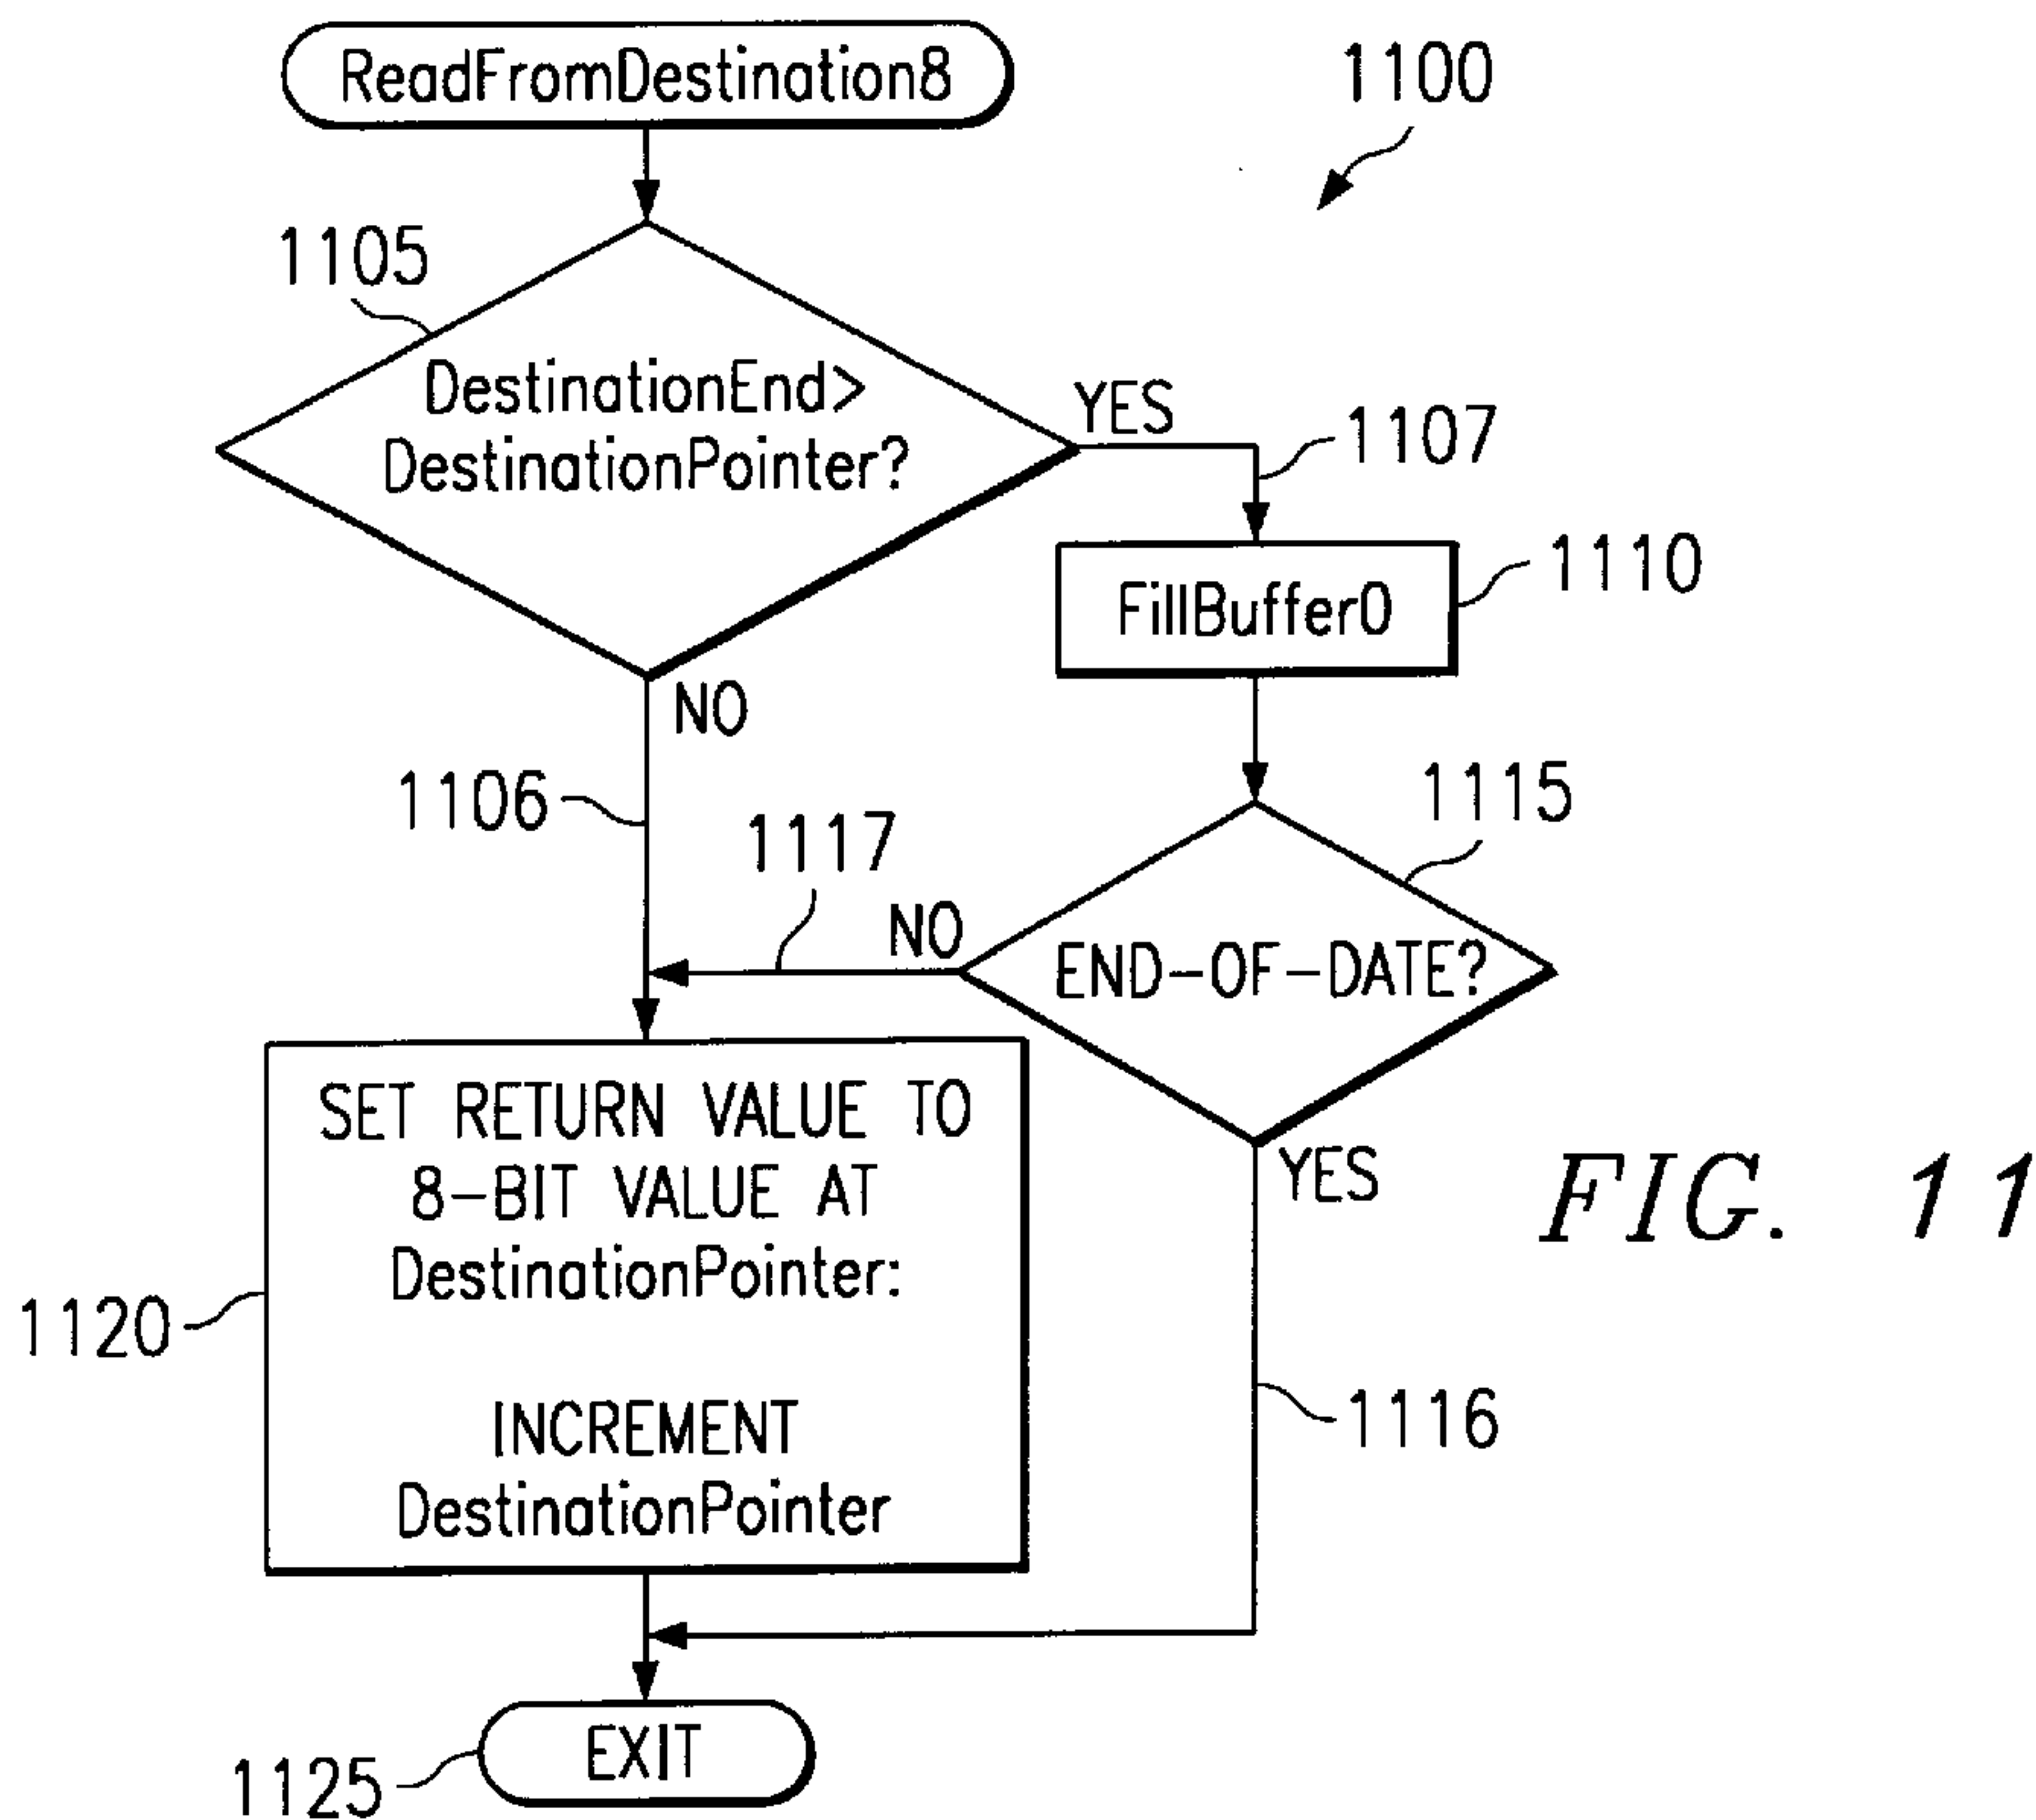 ReadFromDestination8
1100
1105
DestinationEnd>
DestinationPointer?
YES
1107
FillBuffer0
1110
NO
1106
1117
1115
NO
END-OF-DATE?
YES
SET RETURN VALUE TO
8-BIT VALUE AT
DestinationPointer:
INCREMENT
DestinationPointer
1120
1116
FIG. 11
EXIT
1125